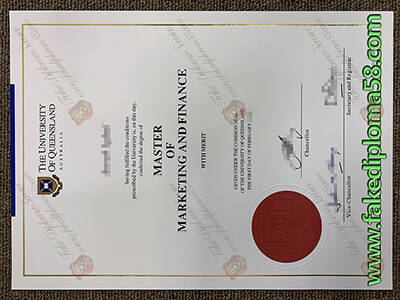 THE UNIVERSITY
OF QUEENSLAND
AUSTRALIA
having fulfilled the conditions
prescribed by the University is, on this day,
conferred the degree of
MASTER
OF
MARKETING AND FINANCE
WITH MERIT
GIVEN UNDER THE COMMON SEAL
OF THE UNIVERSITY OF QUEENSLAND
THE FIRST DAY OF FEBRUARY
Chancellor
Vice-Chancellor
Secretary and Registrar
www.fakediploma58.com